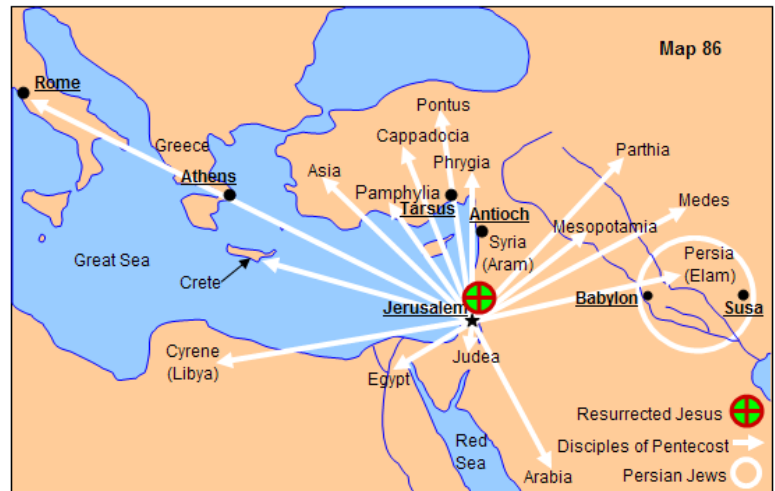 Map 86
Rome
Pontus
Greece
Cappadocia
Parthia
Asia
Phrygia
Athens
Pamphylia
Tarsus
Antioch
Medes
Mesopotamia
Great Sea
Syria
(Aram)
Persia
(Elam)
Crete
Jerusalem
Babylon
Susa
Cyrene
(Libya)
Judea
Egypt
Red
Sea
Arabia
Resurrected Jesus
Disciples of Pentecost
Persian Jews